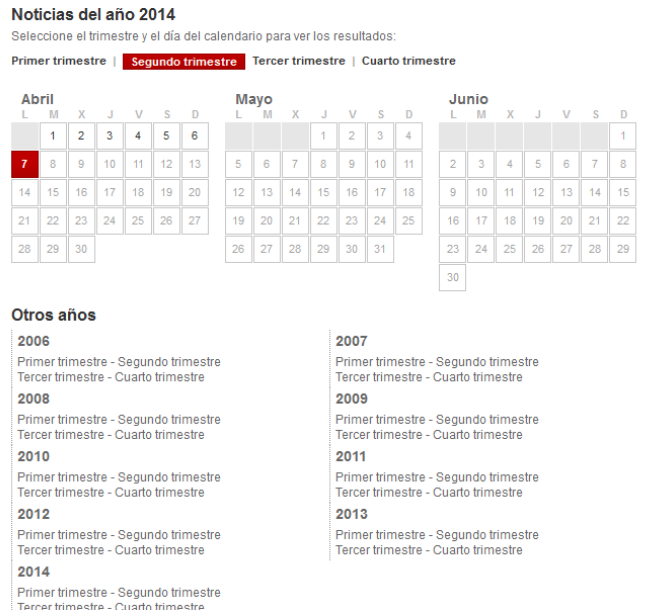 Noticias del año 2014
Seleccione el trimestre y el día del calendario para ver los resultados:
Primer trimestre | Segundo trimestre Tercer trimestre | Cuarto trimestre
Abril
L M X J V S D
1 2 3 4 5 6
7 8 9 10 11 12 13
14 15 16 17 18 19 20
21 22 23 24 25 26 27
28 29 30
Mayo
L M X J V S D
1 2 3 4
5 6 7 8 9 10 11
12 13 14 15 16 17 18
19 20 21 22 23 24 25
26 27 28 29 30 31
Junio
L M X J V S D
1
2 3 4 5 6 7 8
9 10 11 12 13 14 15
16 17 18 19 20 21 22
23 24 25 26 27 28 29
30
Otros años
2006
Primer trimestre - Segundo trimestre
Tercer trimestre - Cuarto trimestre
2007
Primer trimestre - Segundo trimestre
Tercer trimestre - Cuarto trimestre
2008
Primer trimestre - Segundo trimestre
Tercer trimestre - Cuarto trimestre
2009
Primer trimestre - Segundo trimestre
Tercer trimestre - Cuarto trimestre
2010
Primer trimestre - Segundo trimestre
Tercer trimestre - Cuarto trimestre
2011
Primer trimestre - Segundo trimestre
Tercer trimestre - Cuarto trimestre
2012
Primer trimestre - Segundo trimestre
Tercer trimestre - Cuarto trimestre
2013
Primer trimestre - Segundo trimestre
Tercer trimestre - Cuarto trimestre
2014
Primer trimestre - Segundo trimestre
Tercer trimestre - Cuarto trimestre